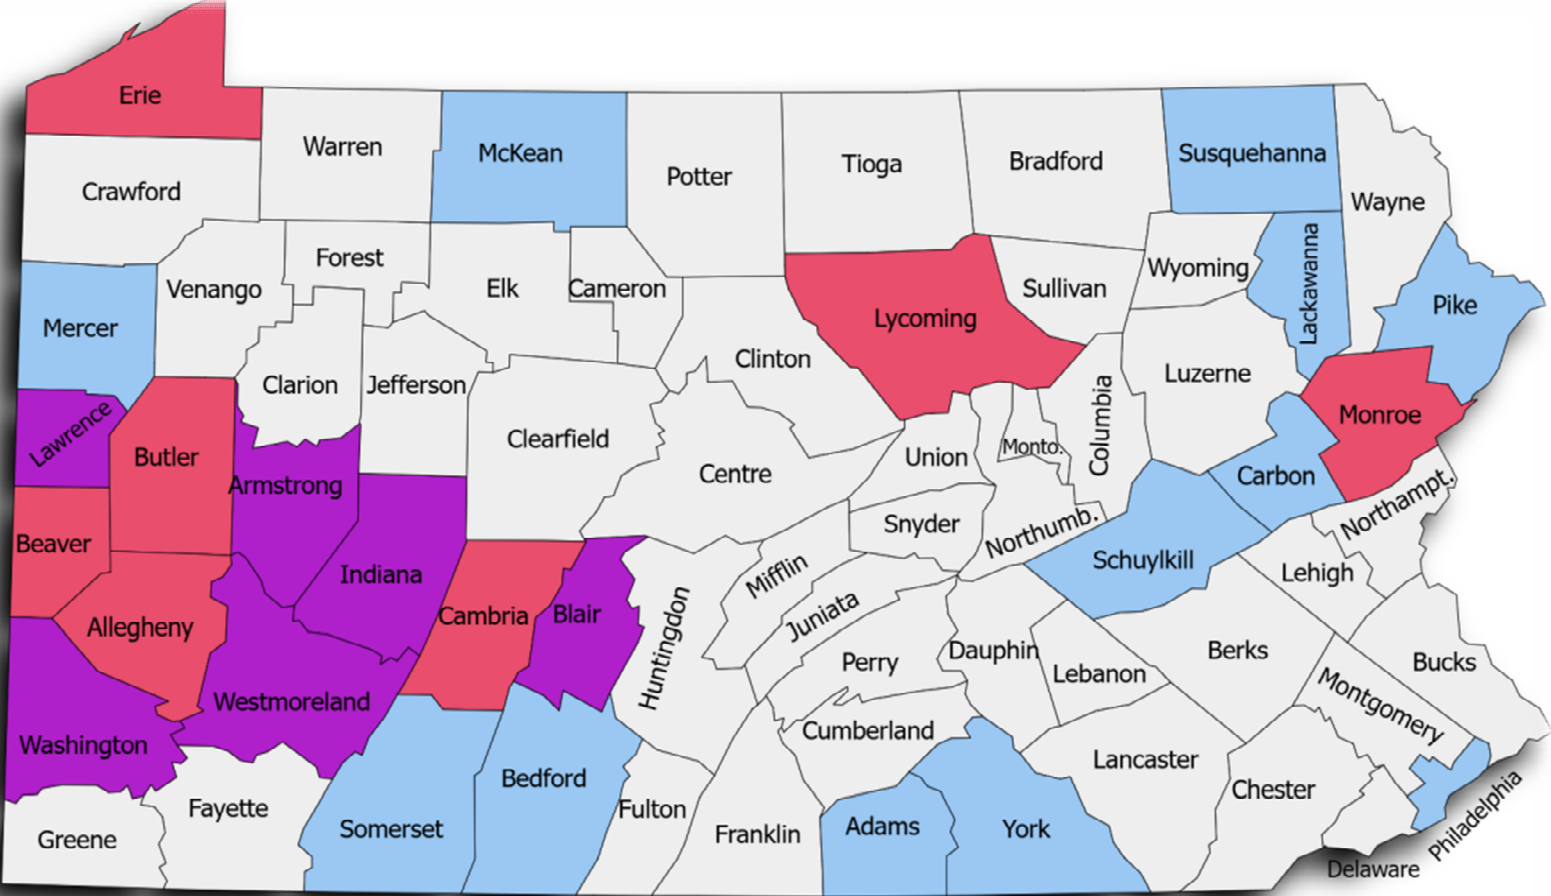 Erie
Warren
McKean
Potter
Tioga
Bradford
Susquehanna
Wayne
Crawford
Forest
Venango
Elk
Cameron
Lycoming
Sullivan
Wyoming
Lackawanna
Pike
Mercer
Clarion
Jefferson
Clinton
Luzerne
Monroe
Lawrence
Butler
Clearfield
Centre
Union
Monto.
Columbia
Carbon
Northampt.
Armstrong
Beaver
Indiana
Snyder
Northumb.
Schuylkill
Lehigh
Allegheny
Cambria
Blair
Huntingdon
Mifflin
Juniata
Perry
Dauphin
Lebanon
Berks
Bucks
Montgomery
Westmoreland
Washington
Cumberland
Lancaster
Chester
Philadelphia
Bedford
Fulton
Fayette
Greene
Somerset
Franklin
Adams
York
Delaware